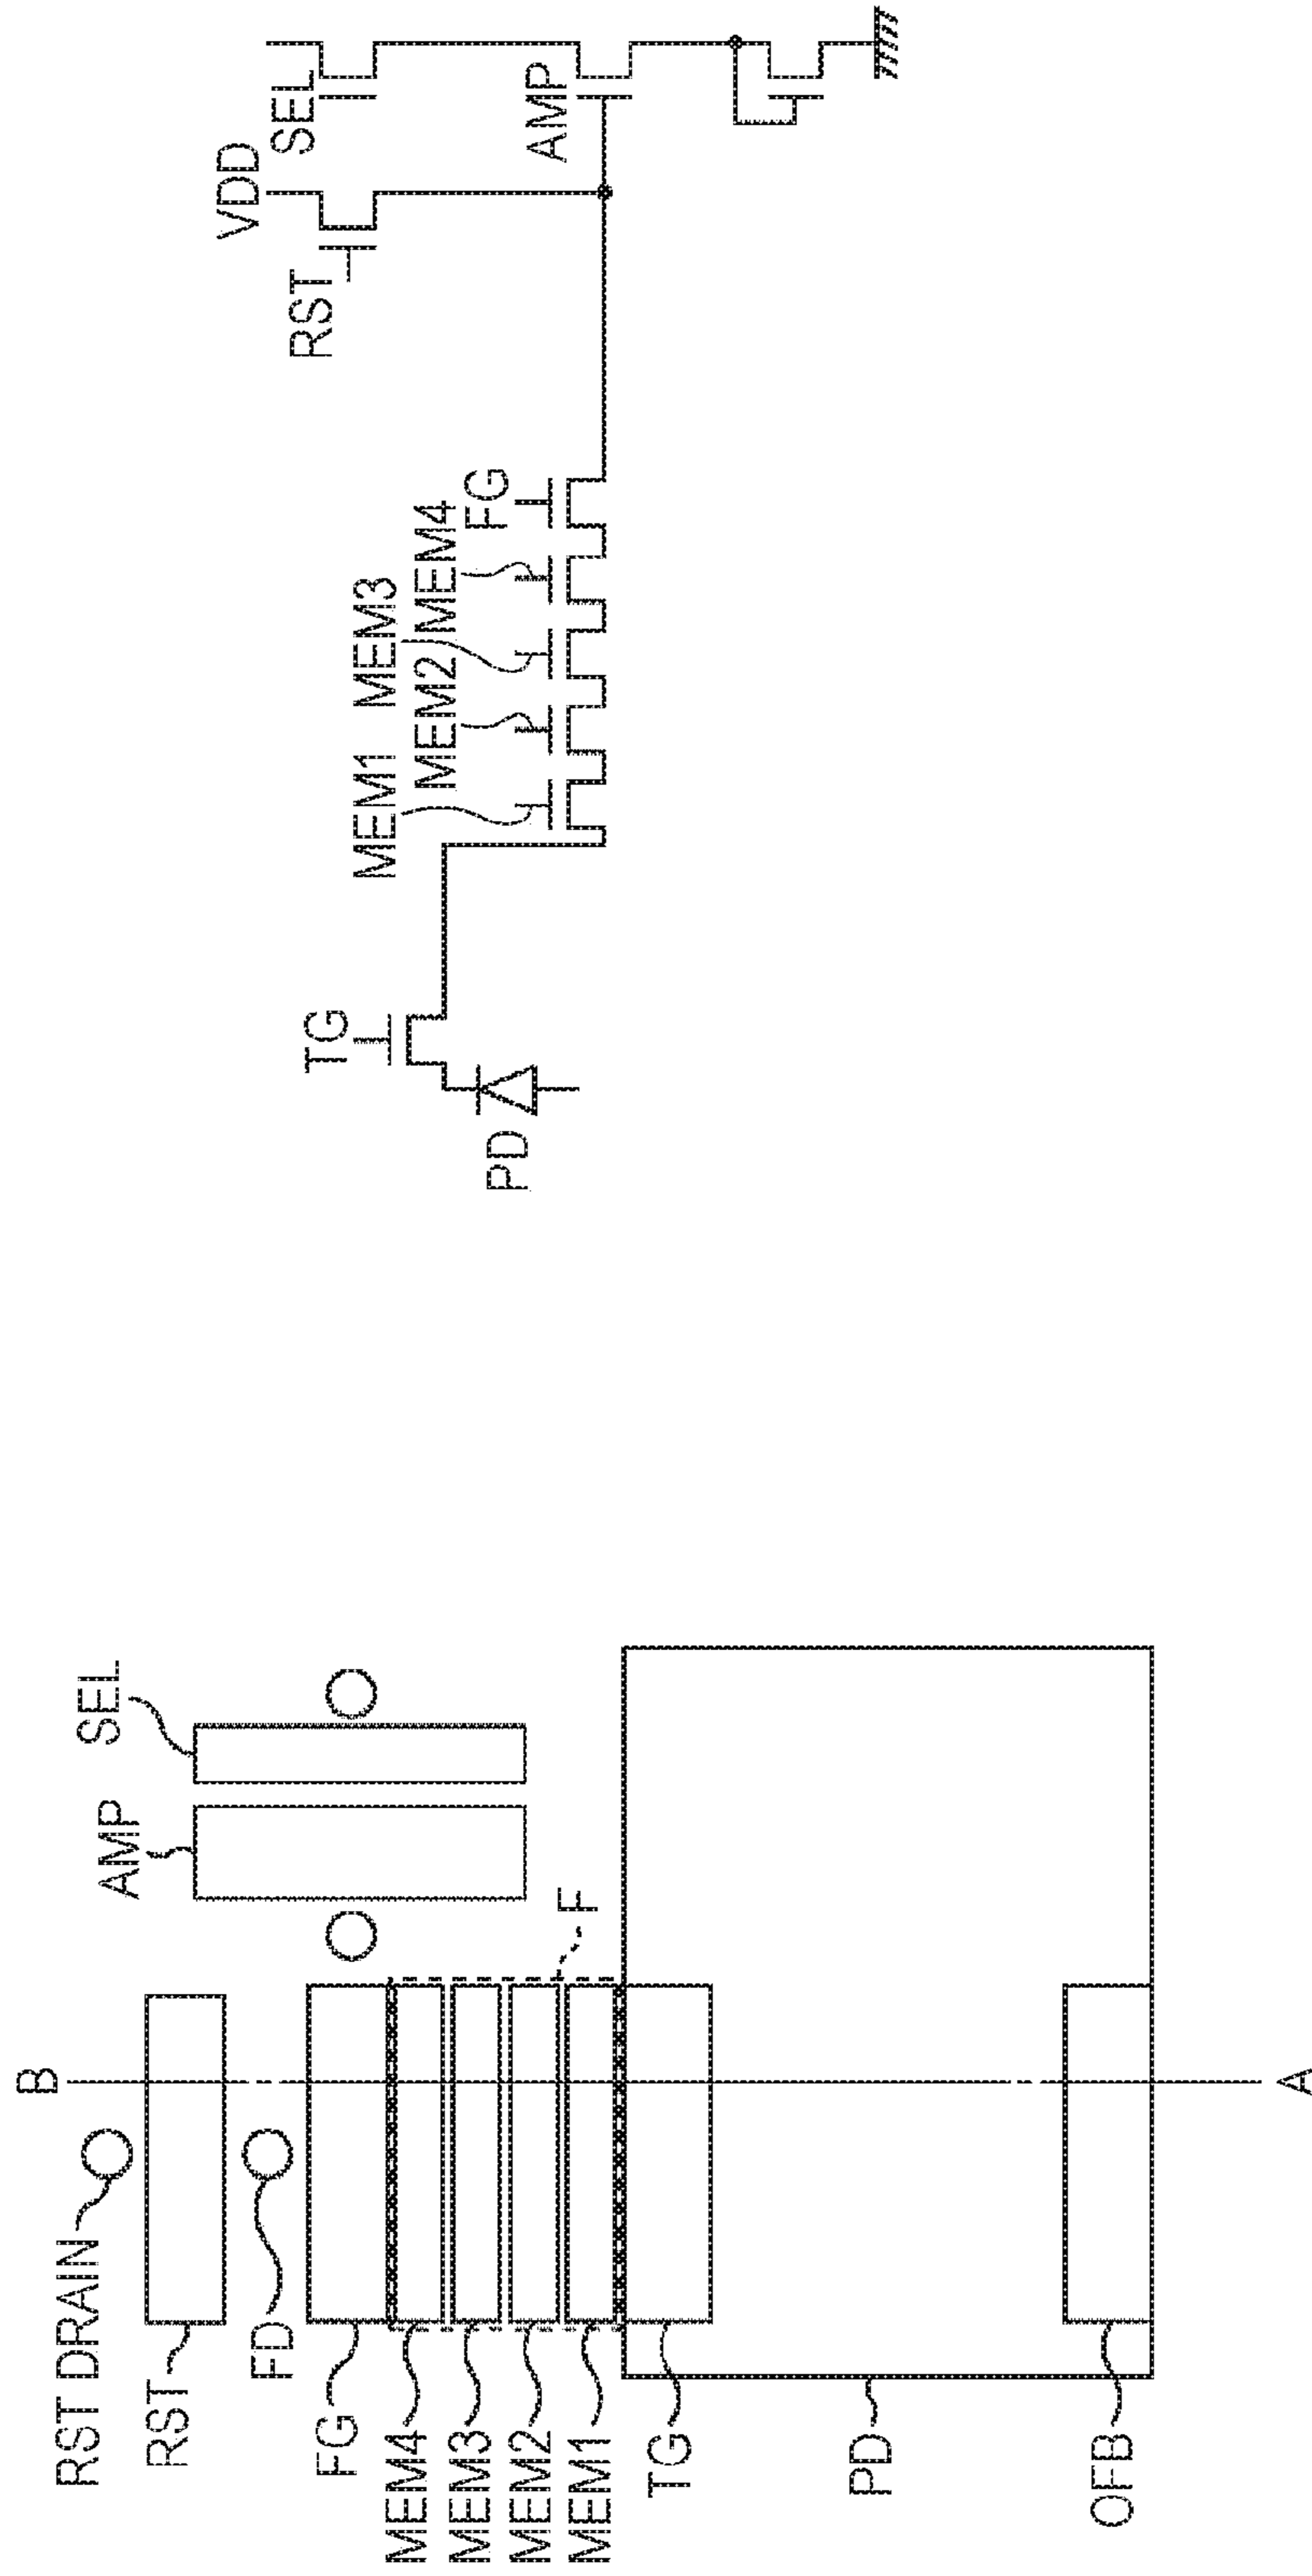 RST DRAIN
RST
FD
FG
MEM4
MEM3
MEM2
MEM1
TG
PD
OFB
B
A
F
AMP
SEL
PD
TG
MEM1
MEM2
MEM3
MEM4
FG
RST
VDD
SEL
AMP